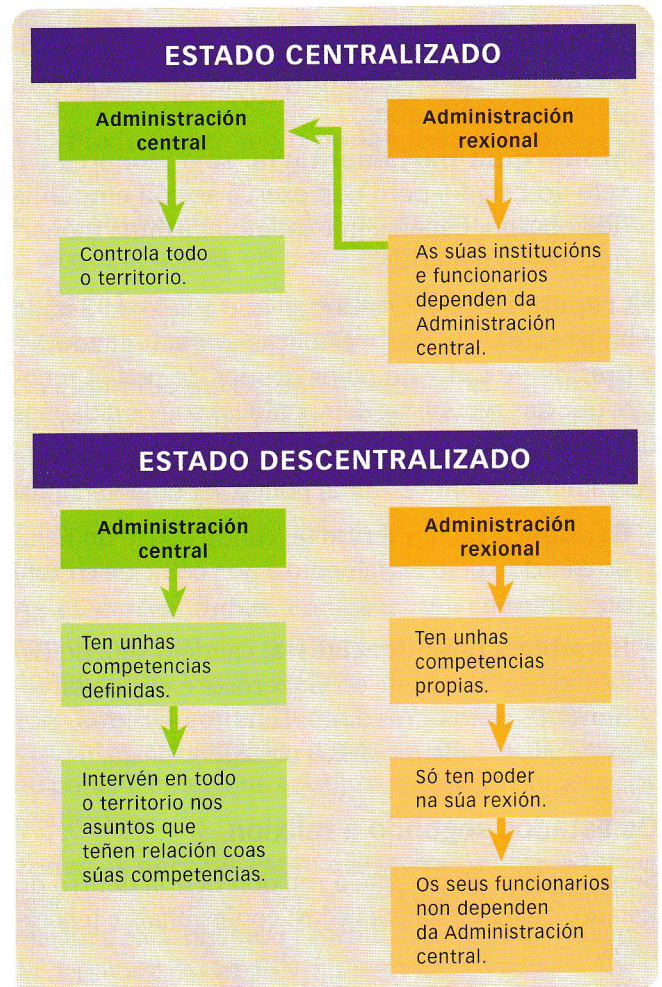 ESTADO CENTRALIZADO
Administración
central
Controla todo
o territorio.
Administración
rexional
As súas institucións
e funcionarios
dependen da
Administración
central.
ESTADO DESCENTRALIZADO
Administración
central
Ten unhas
competencias
definidas.
Intervén en todo
o territorio nos
asuntos que
teñen relación coas
súas competencias.
Administración
rexional
Ten unhas
competencias
propias.
Só ten poder
na súa rexión.
Os seus funcionarios
non dependen
da Administración
central.